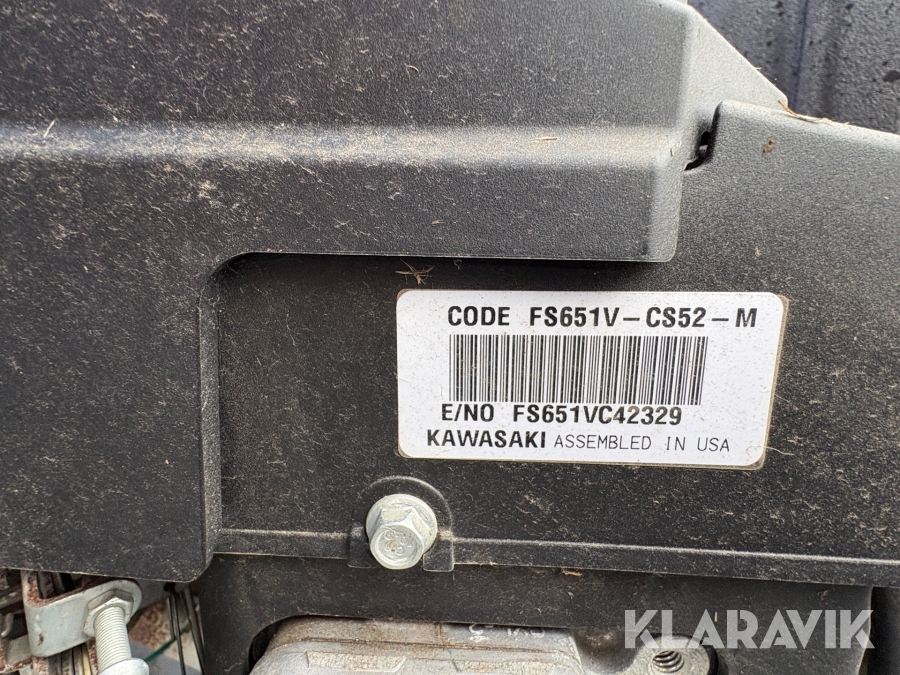 CODE FS651V-CS52-M
E/NO FS651VC42329
KAWASAKI ASSEMBLED IN USA
KLARAVIK